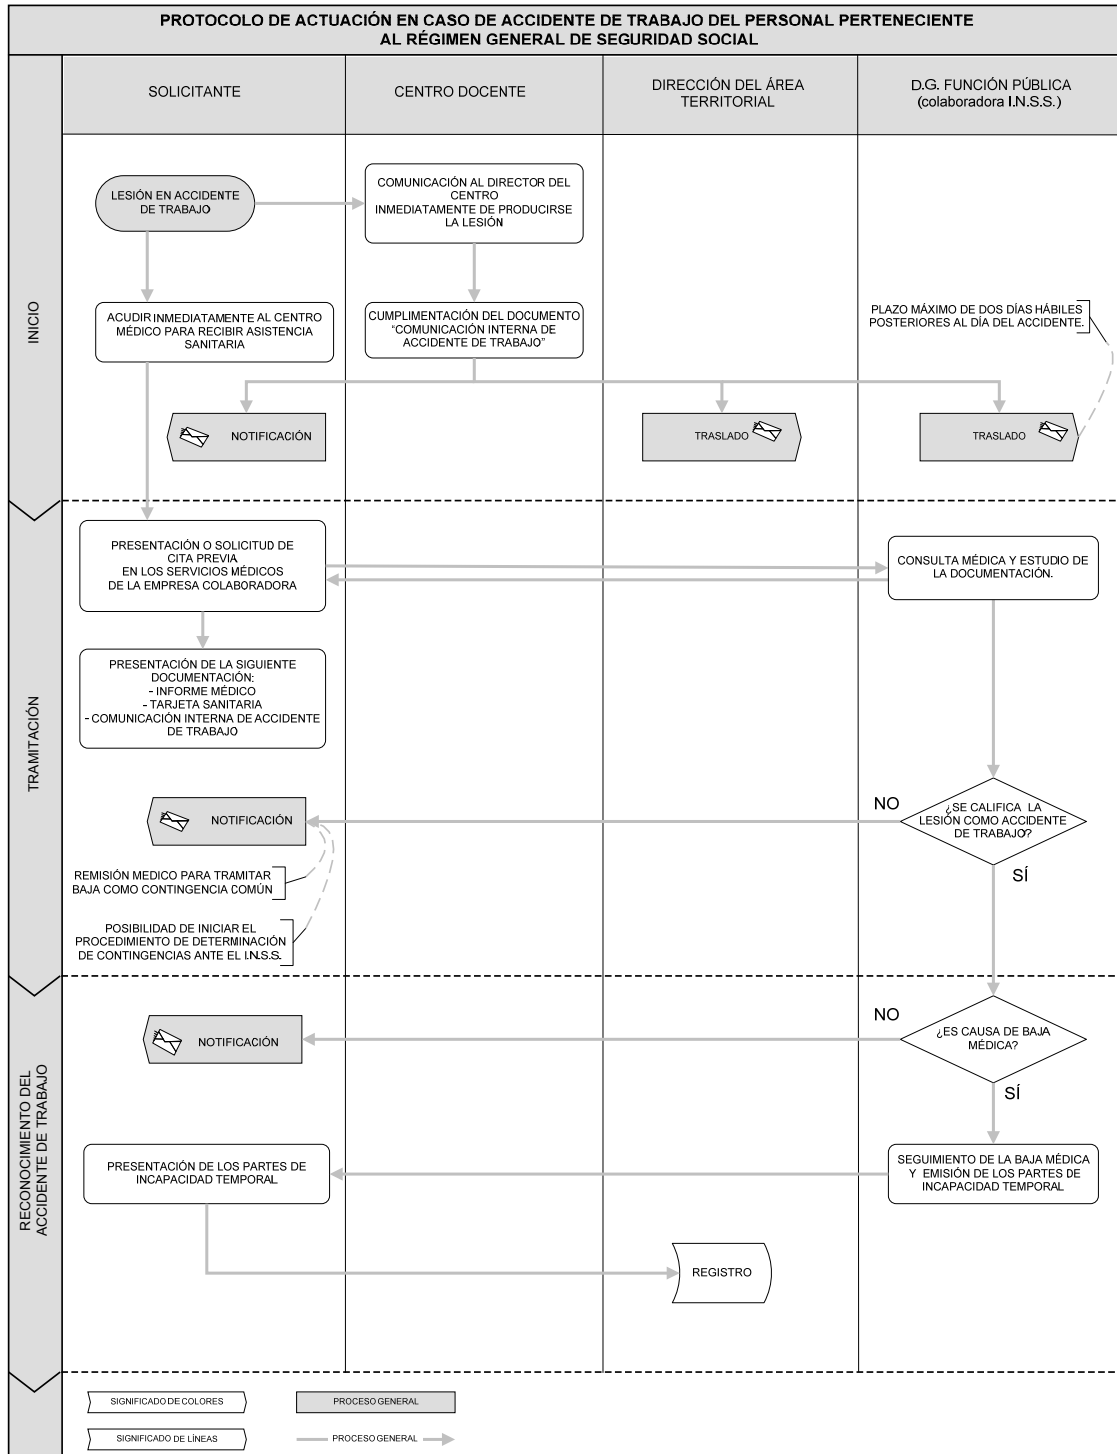 PROTOCOLO DE ACTUACIÓN EN CASO DE ACCIDENTE DE TRABAJO DEL PERSONAL PERTENECIENTE
AL RÉGIMEN GENERAL DE SEGURIDAD SOCIAL
SOLICITANTE
CENTRO DOCENTE
DIRECCIÓN DEL ÁREA
TERRITORIAL
D.G. FUNCIÓN PÚBLICA
(colaboradora I.N.S.S.)
INICIO
LESIÓN EN ACCIDENTE
DE TRABAJO
COMUNICACIÓN AL DIRECTOR DEL
CENTRO
INMEDIATAMENTE DE PRODUCIRSE
LA LESIÓN
ACUDIR INMEDIATAMENTE AL CENTRO
MÉDICO PARA RECIBIR ASISTENCIA
SANITARIA
CUMPLIMENTACIÓN DEL DOCUMENTO
“COMUNICACIÓN INTERNA DE
ACCIDENTE DE TRABAJO”
PLAZO MÁXIMO DE DOS DÍAS HÁBILES
POSTERIORES AL DÍA DEL ACCIDENTE.
NOTIFICACIÓN
TRASLADO
TRASLADO
TRAMITACIÓN
PRESENTACIÓN O SOLICITUD DE
CITA PREVIA
EN LOS SERVICIOS MÉDICOS
DE LA EMPRESA COLABORADORA
CONSULTA MÉDICA Y ESTUDIO DE
LA DOCUMENTACIÓN.
PRESENTACIÓN DE LA SIGUIENTE
DOCUMENTACIÓN:
- INFORME MÉDICO
- TARJETA SANITARIA
- COMUNICACIÓN INTERNA DE ACCIDENTE
DE TRABAJO
NOTIFICACIÓN
NO
¿SE CALIFICA LA
LESIÓN COMO ACCIDENTE
DE TRABAJO?
SÍ
REMISIÓN MEDICO PARA TRAMITAR
BAJA COMO CONTINGENCIA COMÚN
POSIBILIDAD DE INICIAR EL
PROCEDIMIENTO DE DETERMINACIÓN
DE CONTINGENCIAS ANTE EL I.N.S.S.
RECONOCIMIENTO DEL
ACCIDENTE DE TRABAJO
NOTIFICACIÓN
NO
¿ES CAUSA DE BAJA
MÉDICA?
SÍ
PRESENTACIÓN DE LOS PARTES DE
INCAPACIDAD TEMPORAL
SEGUIMIENTO DE LA BAJA MÉDICA
Y EMISIÓN DE LOS PARTES DE
INCAPACIDAD TEMPORAL
REGISTRO
SIGNIFICADO DE COLORES
PROCESO GENERAL
SIGNIFICADO DE LÍNEAS
PROCESO GENERAL